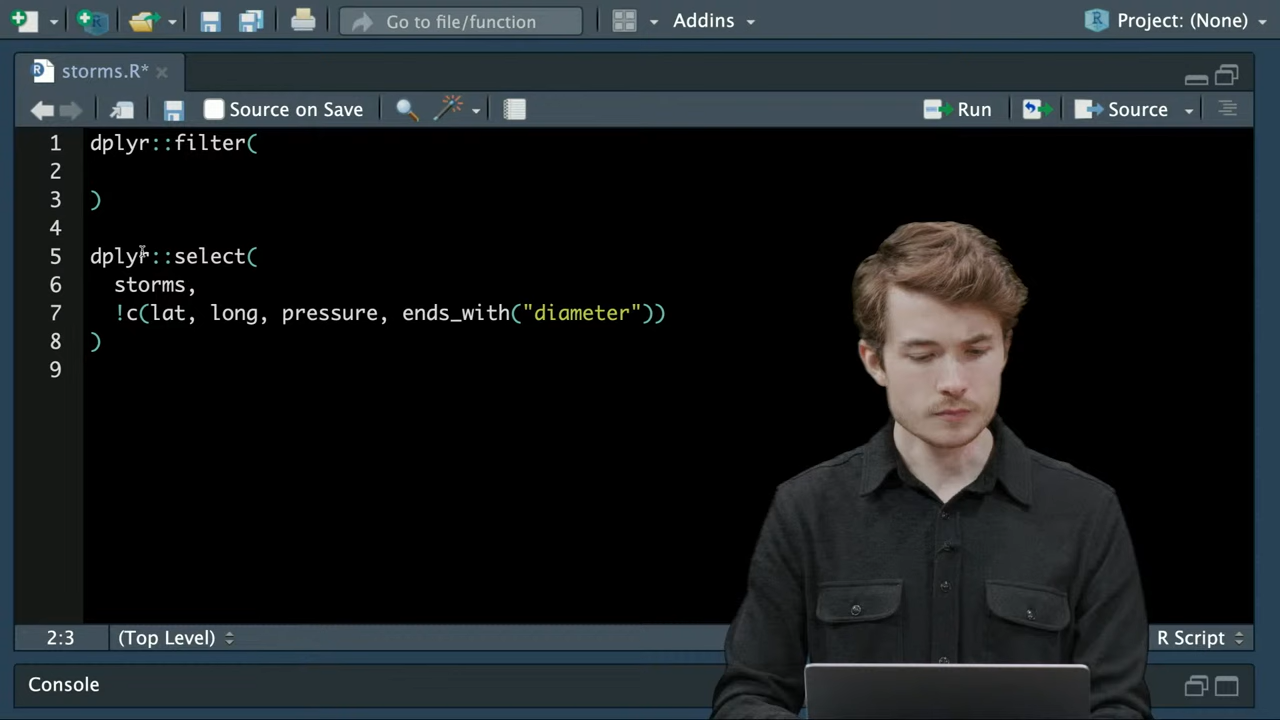 Go to file/function
Addins
Project: (None)
storms.R*
Source on Save
Run
Source
1 dplyr::filter(
2
3 )
4
5 dplyr::select(
6 storms,
7 !c(lat, long, pressure, ends_with("diameter"))
8 )
9
2:3
(Top Level)
R Script
Console